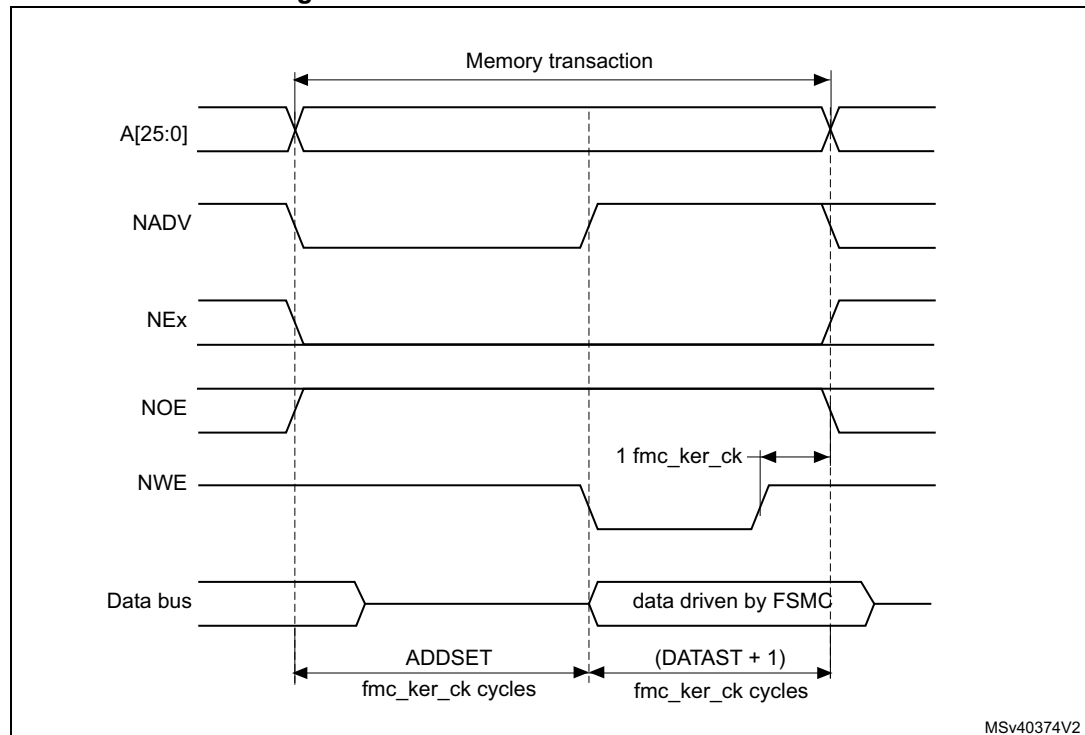 Memory transaction
A[25:0]
NADV
NEx
NOE
1 fmc_ker_ck
NWE
Data bus
data driven by FSMC
ADDSET
fmc_ker_ck cycles
(DATAST + 1)
fmc_ker_ck cycles
MSv40374V2